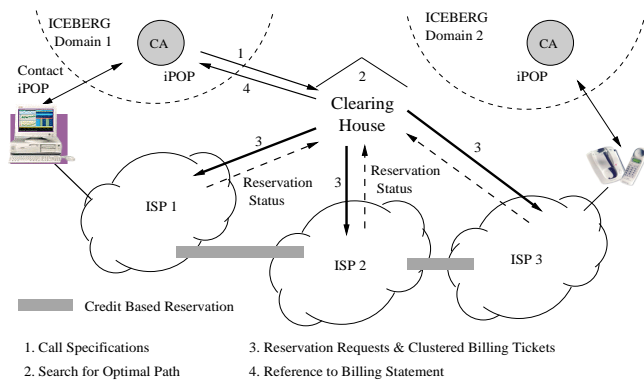 ICEBERG
Domain 1
CA
iPOP
Contact
iPOP
1
4
2
Clearing
House
ICEBERG
Domain 2
CA
iPOP
3
3
3
Reservation
Status
Reservation
Status
ISP 1
ISP 2
ISP 3
Credit Based Reservation
1. Call Specifications
2. Search for Optimal Path
3. Reservation Requests & Clustered Billing Tickets
4. Reference to Billing Statement